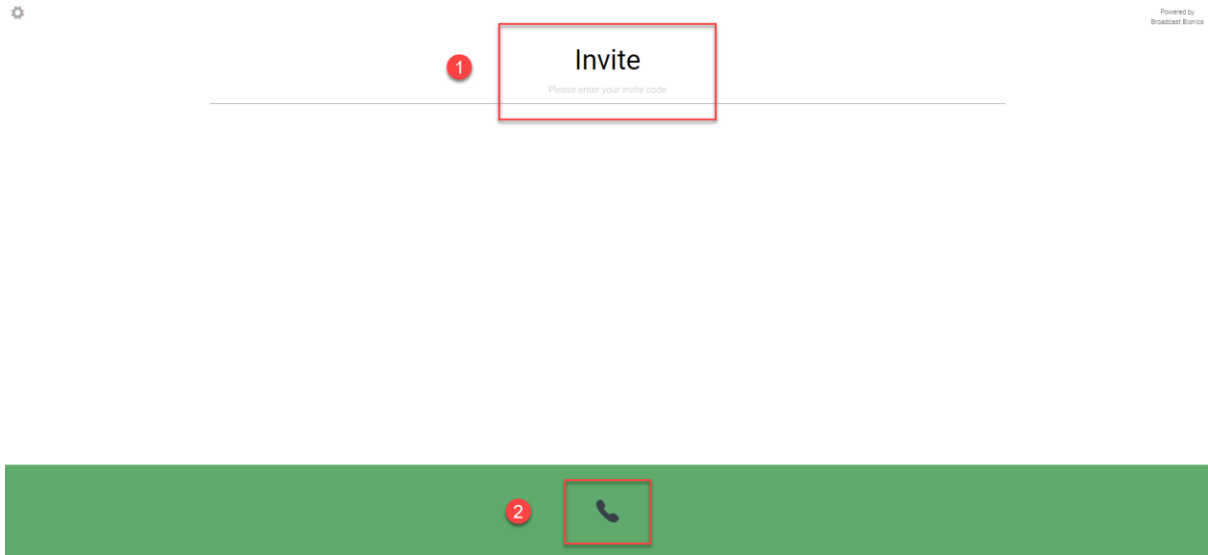 Powered by
Broadcast Bionics
1
Invite
Please enter your invite code
2